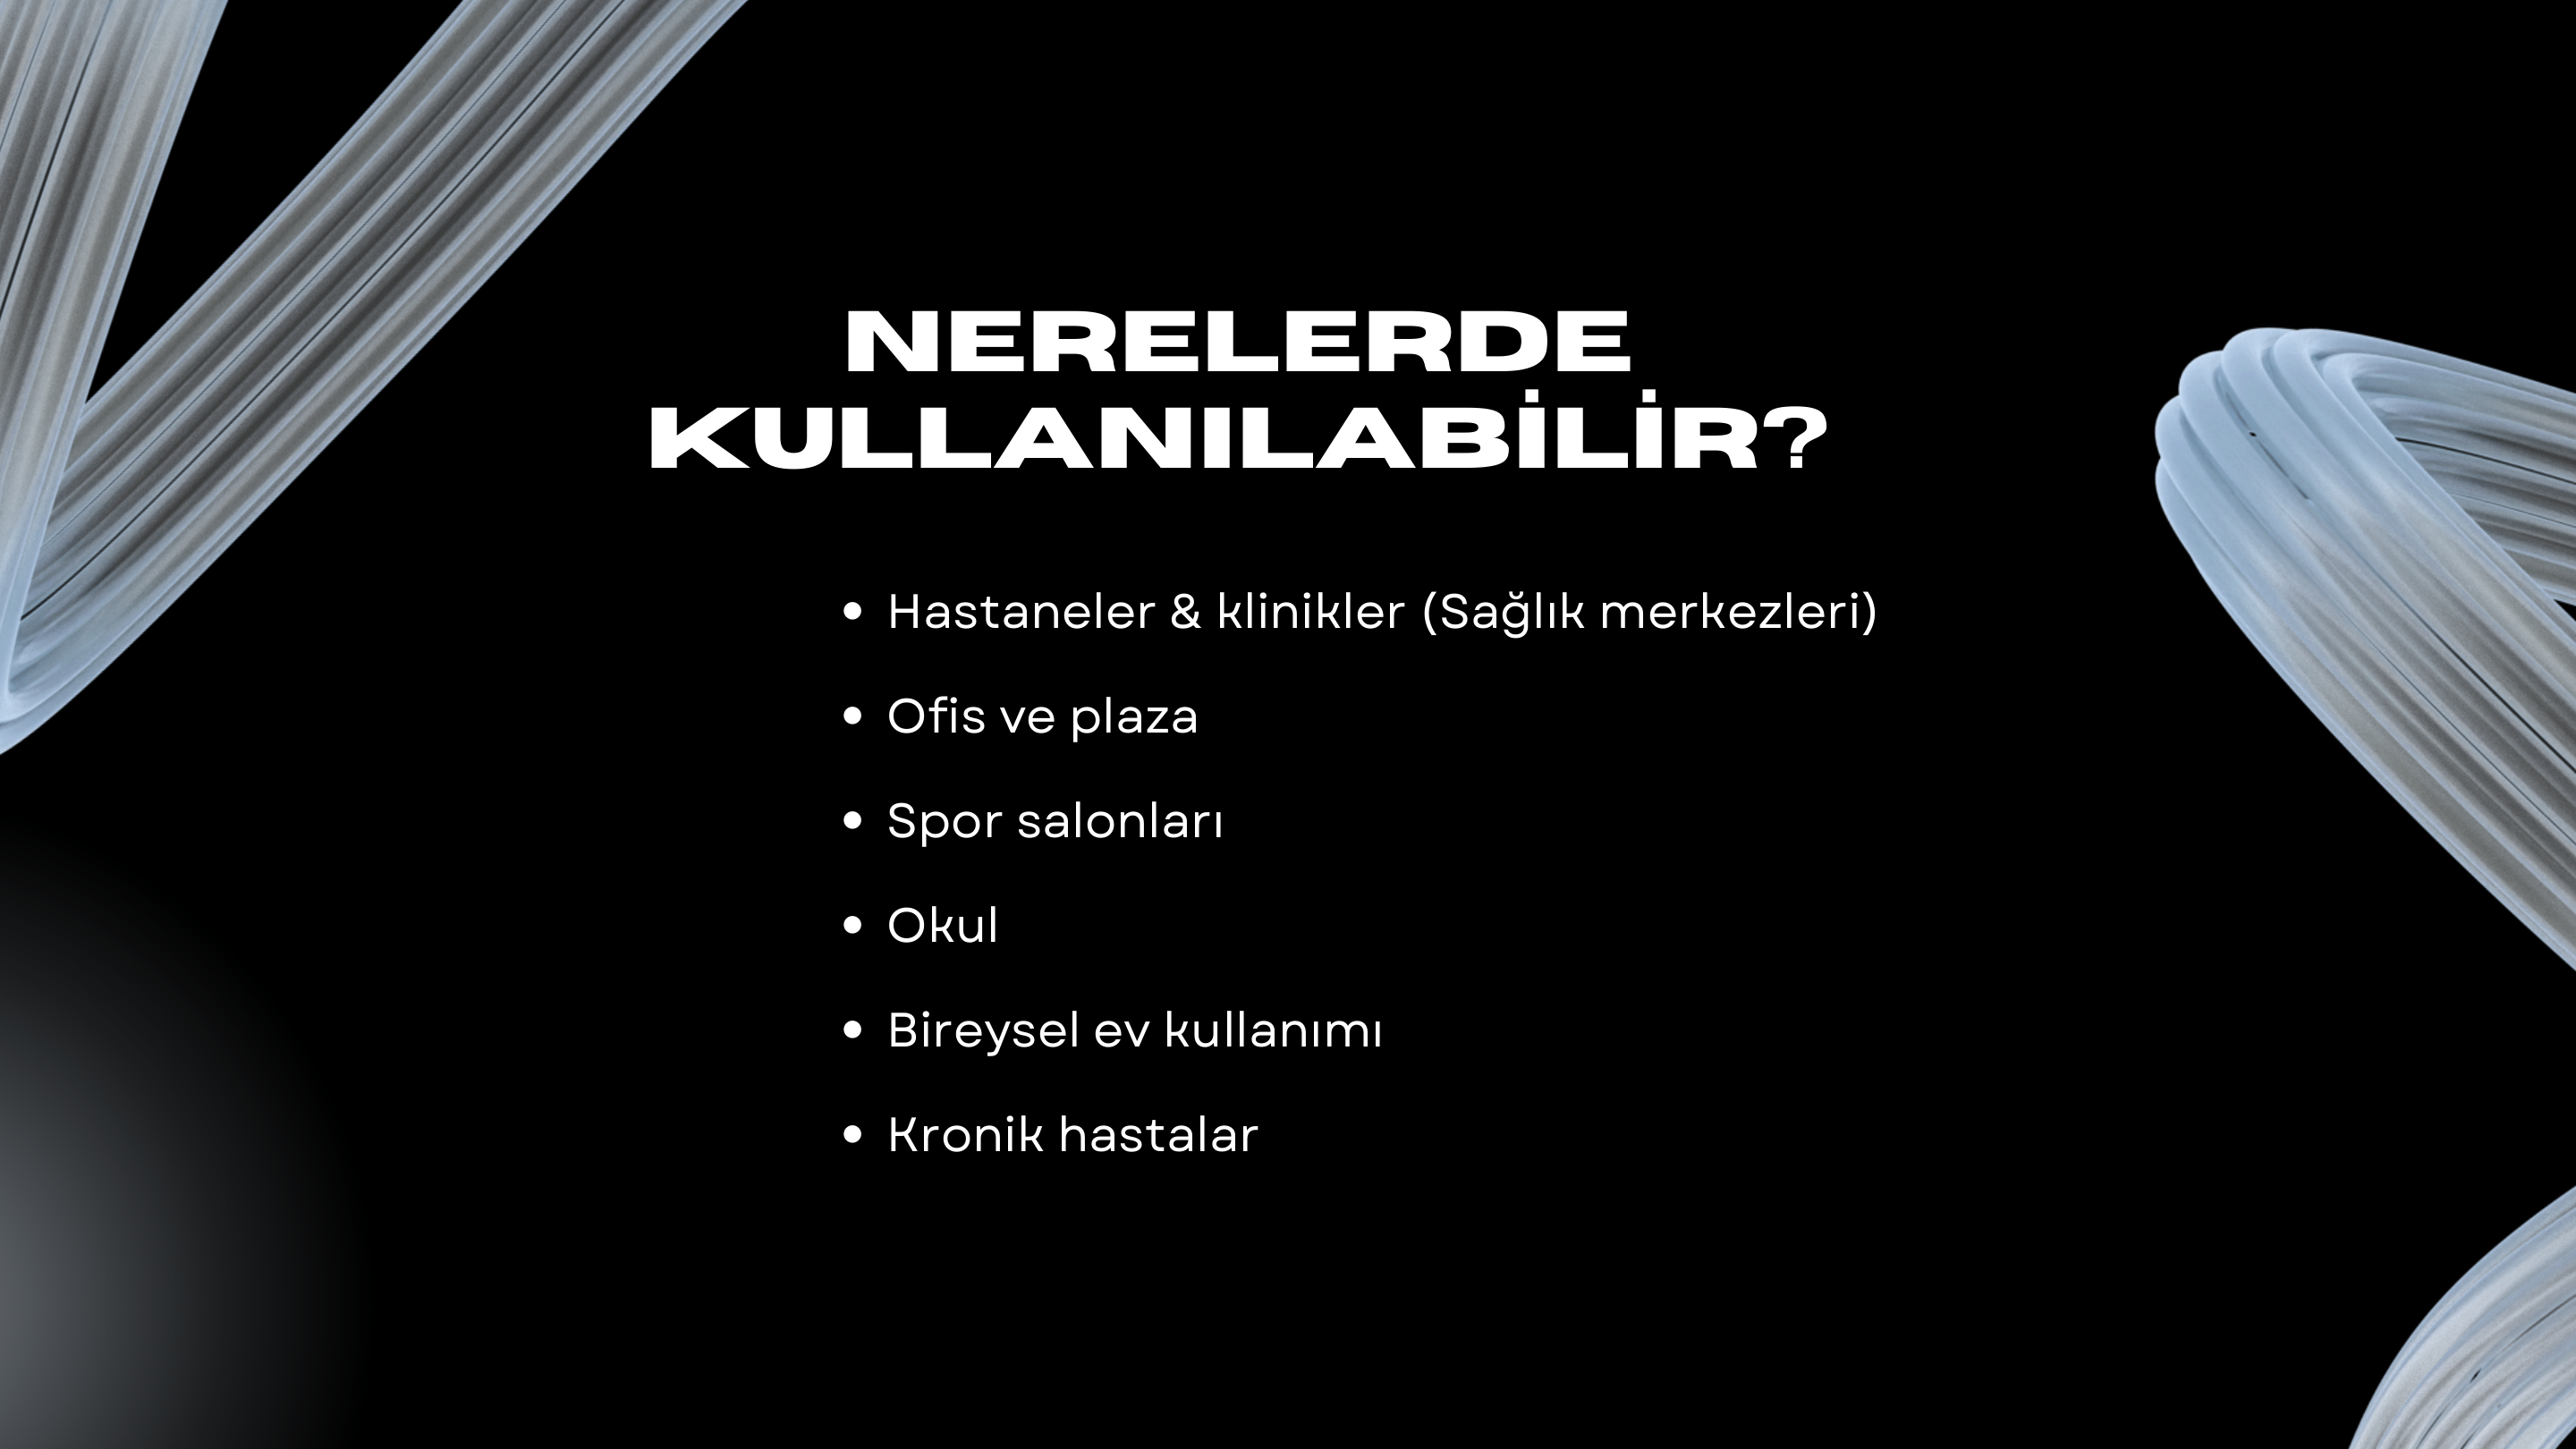 NERELERDE
KULLANILABİLİR?
• Hastaneler & klinikler (Sağlık merkezleri)
• Ofis ve plaza
• Spor salonları
• Okul
• Bireysel ev kullanımı
• Kronik hastalar